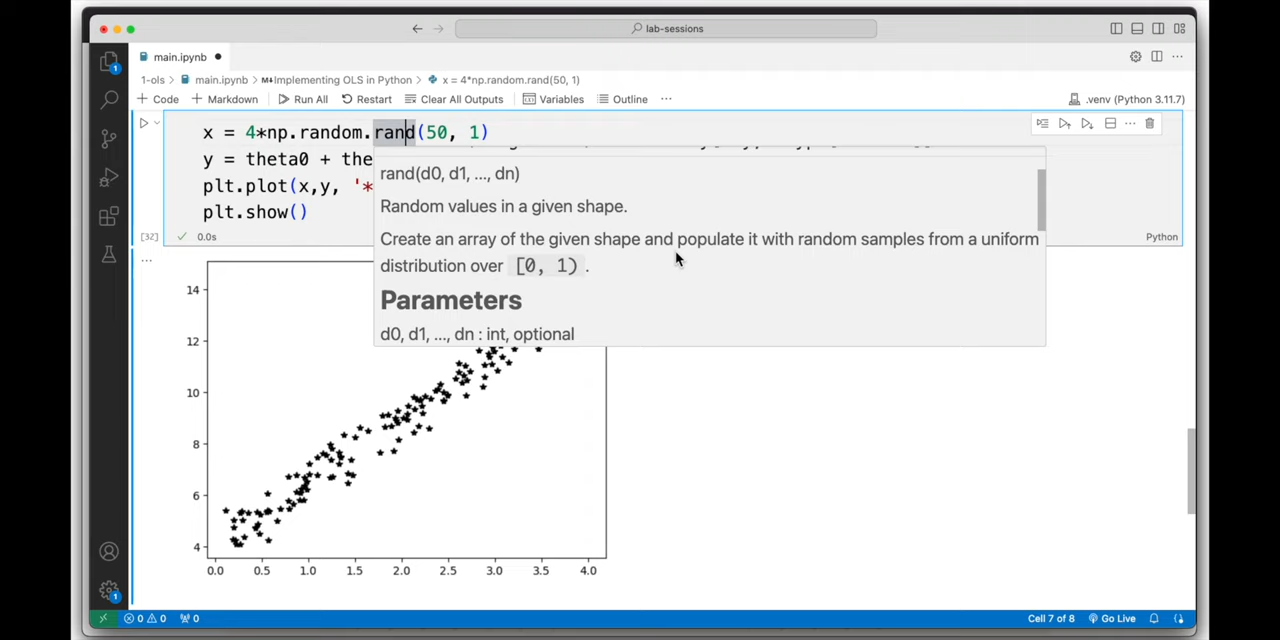 lab-sessions
main.ipynb
1-ols > main.ipynb > M↓Implementing OLS in Python > x = 4*np.random.rand(50, 1)
+ Code + Markdown Run All Restart Clear All Outputs Variables Outline ... .venv (Python 3.11.7)
x = 4*np.random.rand(50, 1)
y = theta0 + the
plt.plot(x,y, '*
plt.show()
[32] 0.0s Python
rand(d0, d1, ..., dn)
Random values in a given shape.
Create an array of the given shape and populate it with random samples from a uniform
distribution over [0, 1) .
Parameters
d0, d1, ..., dn : int, optional
14
12
10
8
6
4
0.0 0.5 1.0 1.5 2.0 2.5 3.0 3.5 4.0
1
1
0 0 0 Cell 7 of 8 Go Live